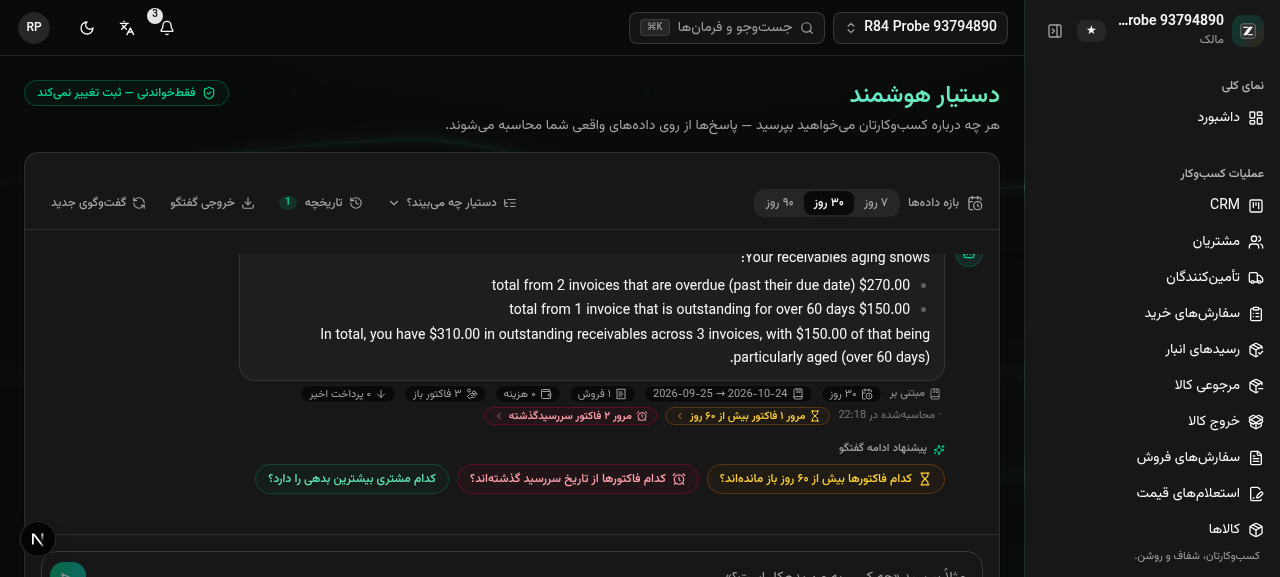 RP
3
⌘K
جست‌وجو و فرمان‌ها
R84 Probe 93794890
...robe 93794890
مالک
نمای کلی
داشبورد
عملیات کسب‌وکار
CRM
مشتریان
تأمین‌کنندگان
سفارش‌های خرید
رسیدهای انبار
مرجوعی کالا
خروج کالا
سفارش‌های فروش
استعلام‌های قیمت
کالاها
کسب‌وکارتان، شفاف و روشن.
دستیار هوشمند
فقط‌خواندنی — ثبت تغییر نمی‌کند
هر چه درباره کسب‌وکارتان می‌خواهید بپرسید — پاسخ‌ها از روی داده‌های واقعی شما محاسبه می‌شوند.
بازه داده‌ها
۷ روز
۳۰ روز
۹۰ روز
دستیار چه می‌بیند؟
تاریخچه
1
خروجی گفتگو
گفت‌وگوی جدید
Your receivables aging shows:
$270.00 total from 2 invoices that are overdue (past their due date)
$150.00 total from 1 invoice that is outstanding for over 60 days
In total, you have $310.00 in outstanding receivables across 3 invoices, with $150.00 of that being
particularly aged (over 60 days).
مبتنی بر
۳۰ روز
2026-09-25 → 2026-10-24
۱ فروش
۰ هزینه
۳ فاکتور باز
۰ پرداخت اخیر
· محاسبه‌شده در 22:18
مرور ۱ فاکتور بیش از ۶۰ روز
مرور ۲ فاکتور سررسیدگذشته
پیشنهاد ادامه گفتگو
کدام فاکتورها بیش از ۶۰ روز باز مانده‌اند؟
کدام فاکتورها از تاریخ سررسید گذشته‌اند؟
کدام مشتری بیشترین بدهی را دارد؟
N